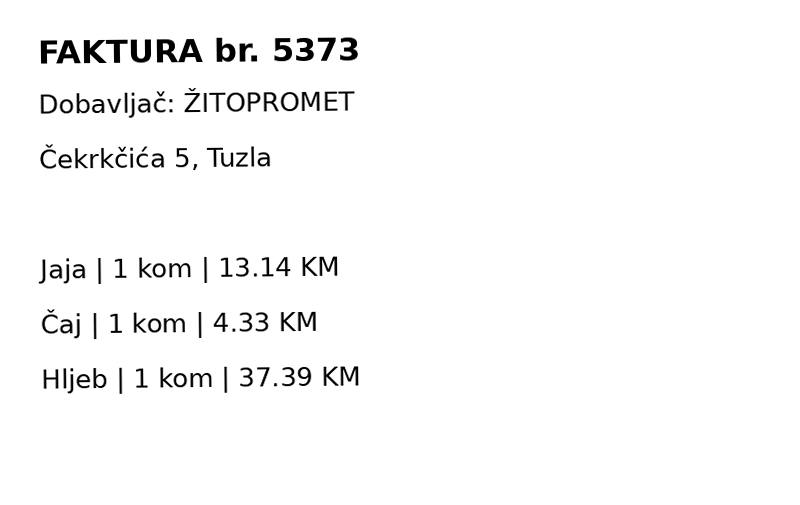 FAKTURA br. 5373
Dobavljač: ŽITOPROMET
Čekrkčića 5, Tuzla
Jaja | 1 kom | 13.14 KM
Čaj | 1 kom | 4.33 KM
Hljeb | 1 kom | 37.39 KM